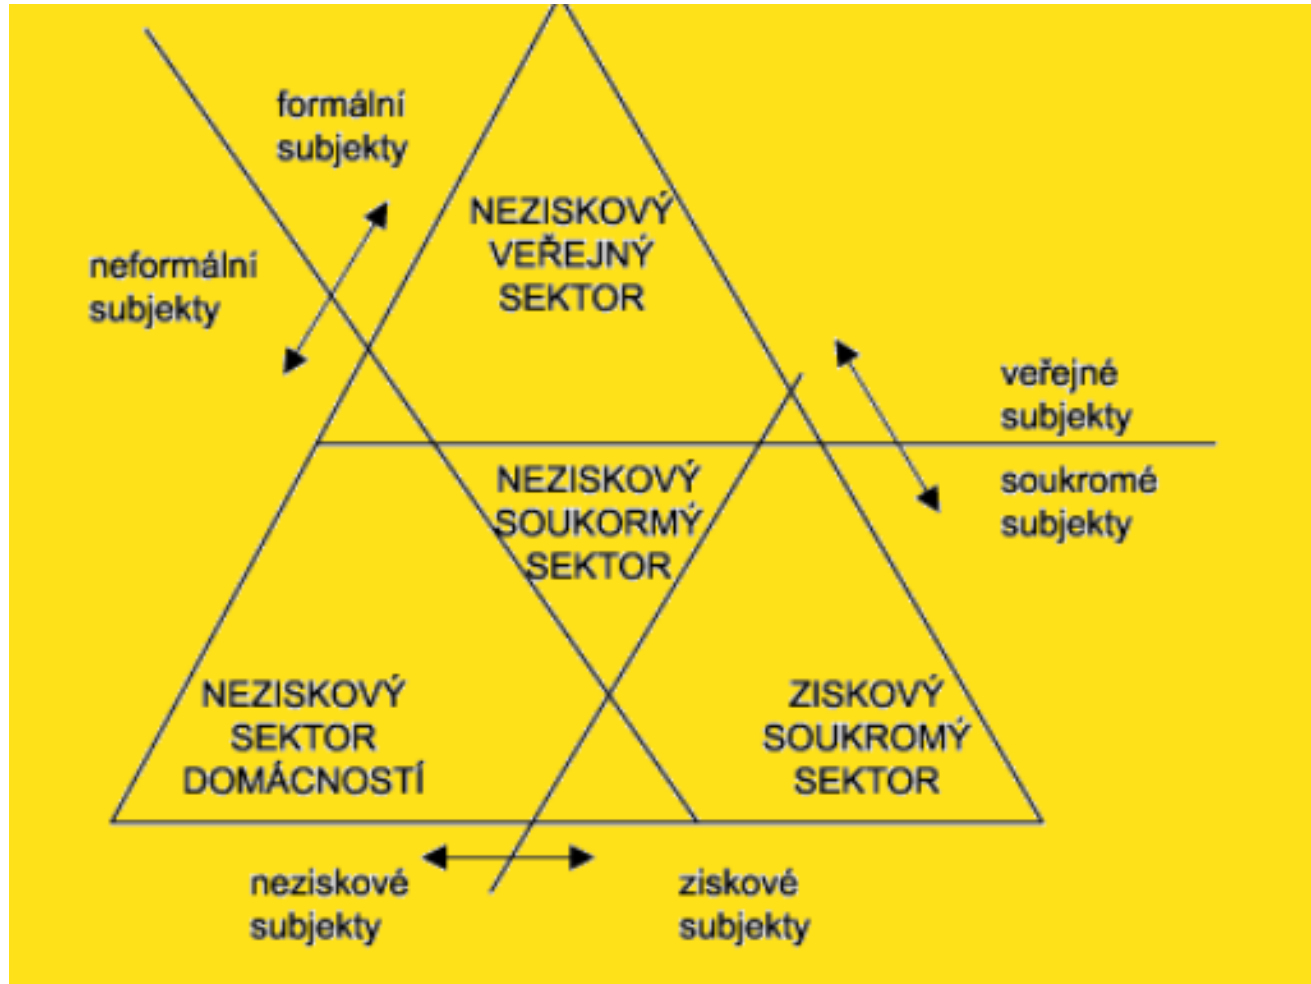 formální
subjekty
neformální
subjekty
NEZISKOVÝ
VEŘEJNÝ
SEKTOR
veřejné
subjekty
soukromé
subjekty
NEZISKOVÝ
SOUKORMÝ
SEKTOR
NEZISKOVÝ
SEKTOR
DOMÁCNOSTÍ
ZISKOVÝ
SOUKROMÝ
SEKTOR
neziskové
subjekty
ziskové
subjekty